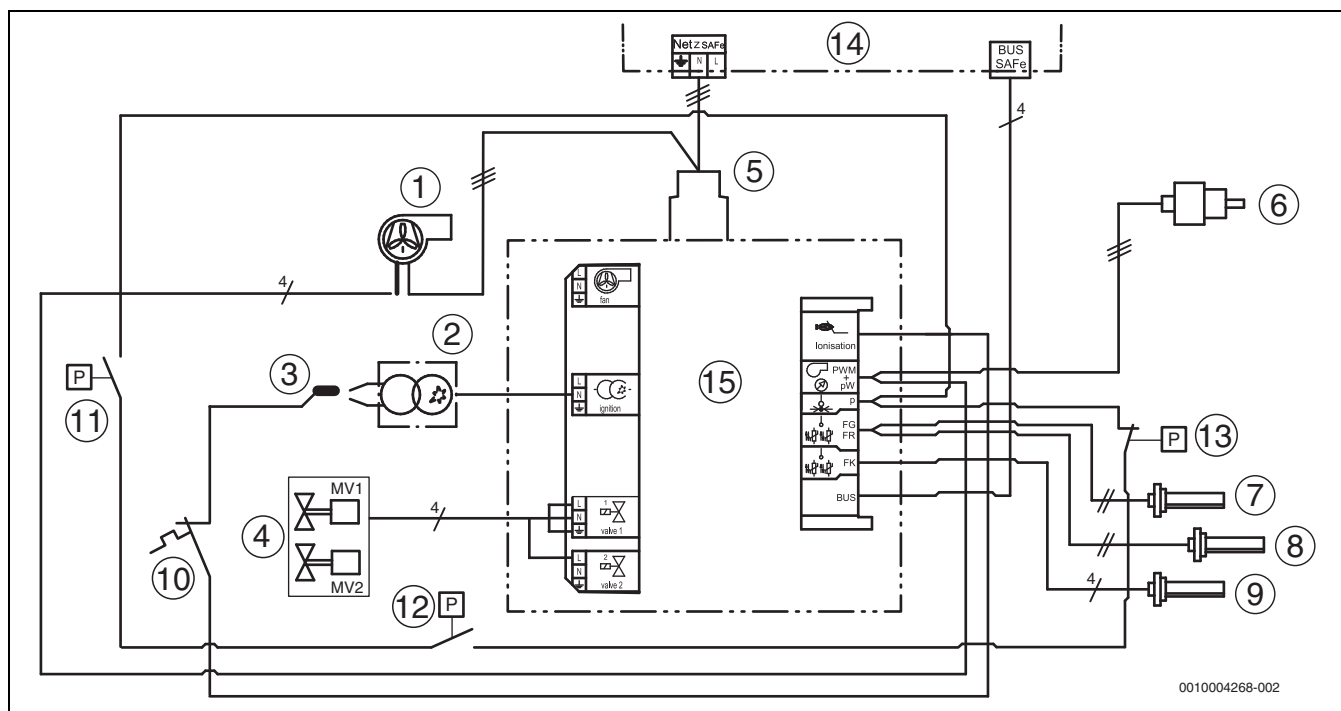 Netz SAFe
N L
14
BUS
SAFe
4
5
1
6
4
2
L
N
fan
Ionisation
PWM
+
pW
15
3
P
11
L
N
ignition
p
FG
FR
13
P
FK
7
MV1
4
4
1
L
N
valve 1
BUS
8
10
MV2
2
L
N
valve 2
4
9
12
P
0010004268-002